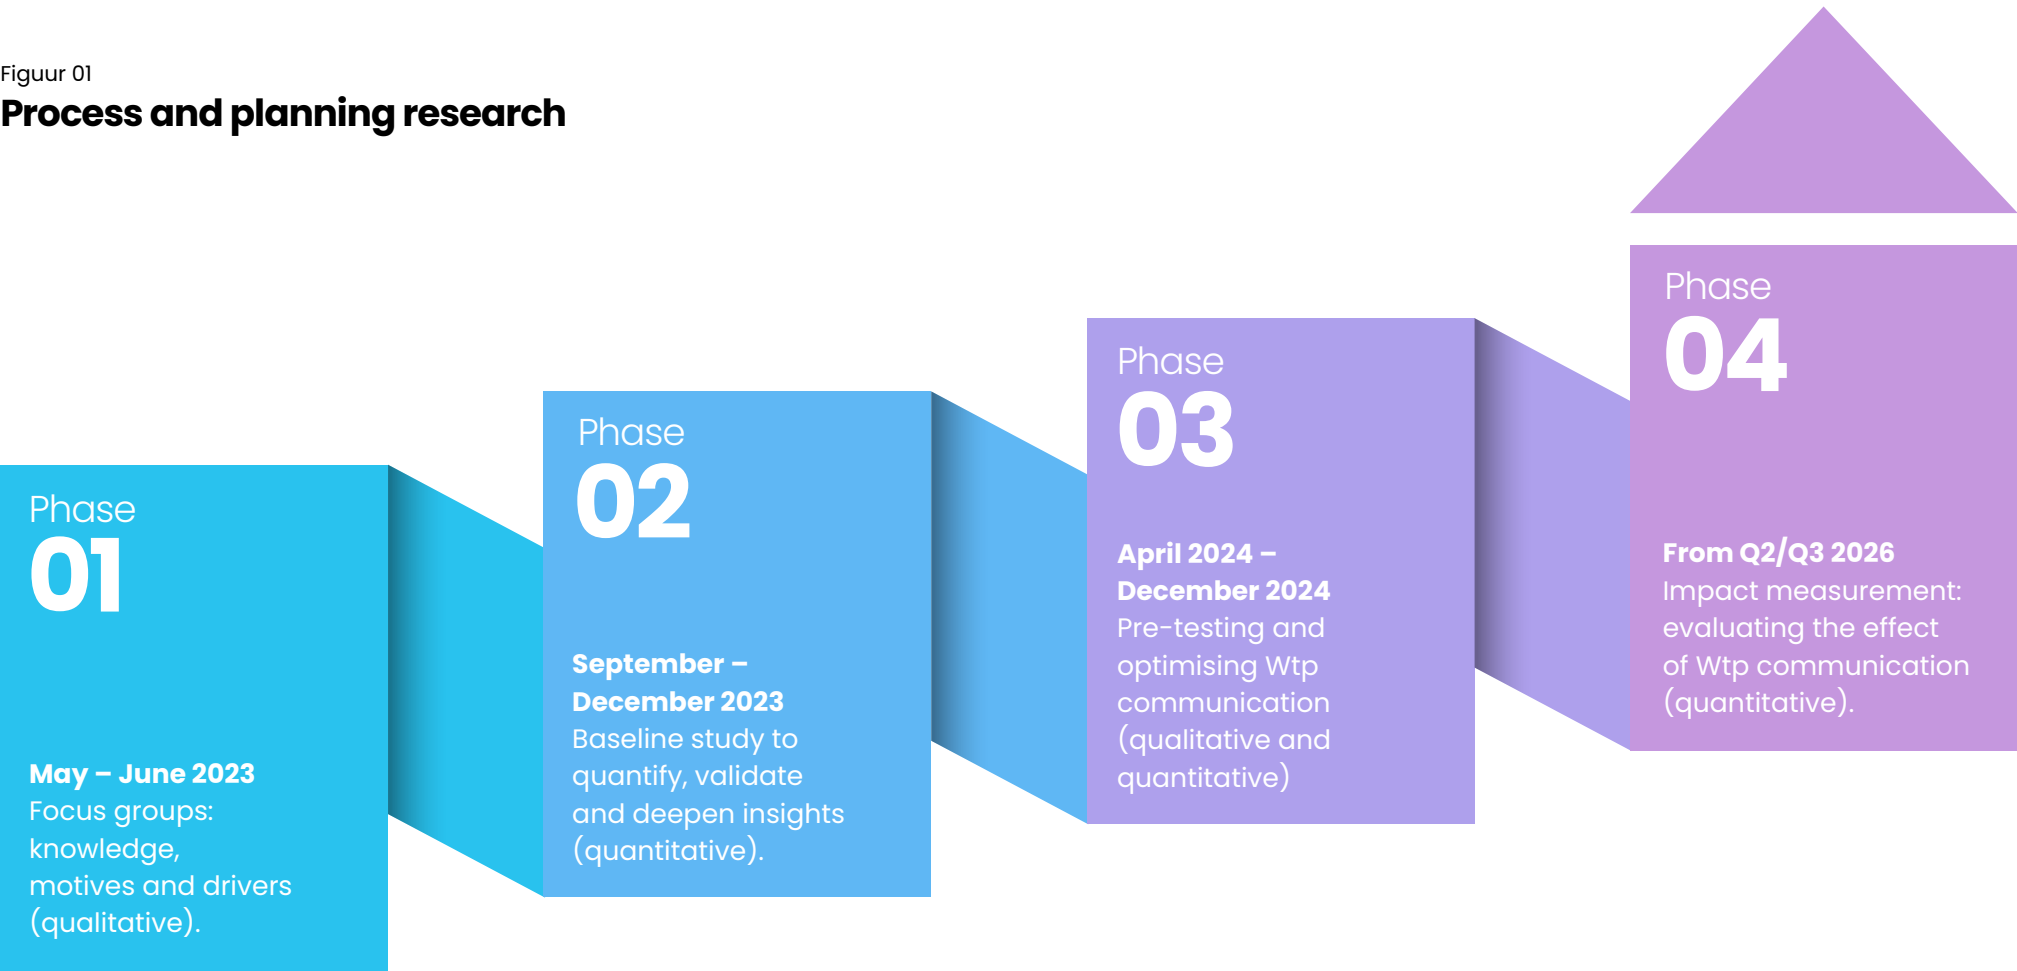 Figuur 01
Process and planning research
Phase
01
May – June 2023
Focus groups:
knowledge,
motives and drivers
(qualitative).
Phase
02
September –
December 2023
Baseline study to
quantify, validate
and deepen insights
(quantitative).
Phase
03
April 2024 –
December 2024
Pre-testing and
optimising Wtp
communication
(qualitative and
quantitative)
Phase
04
From Q2/Q3 2026
Impact measurement:
evaluating the effect
of Wtp communication
(quantitative).